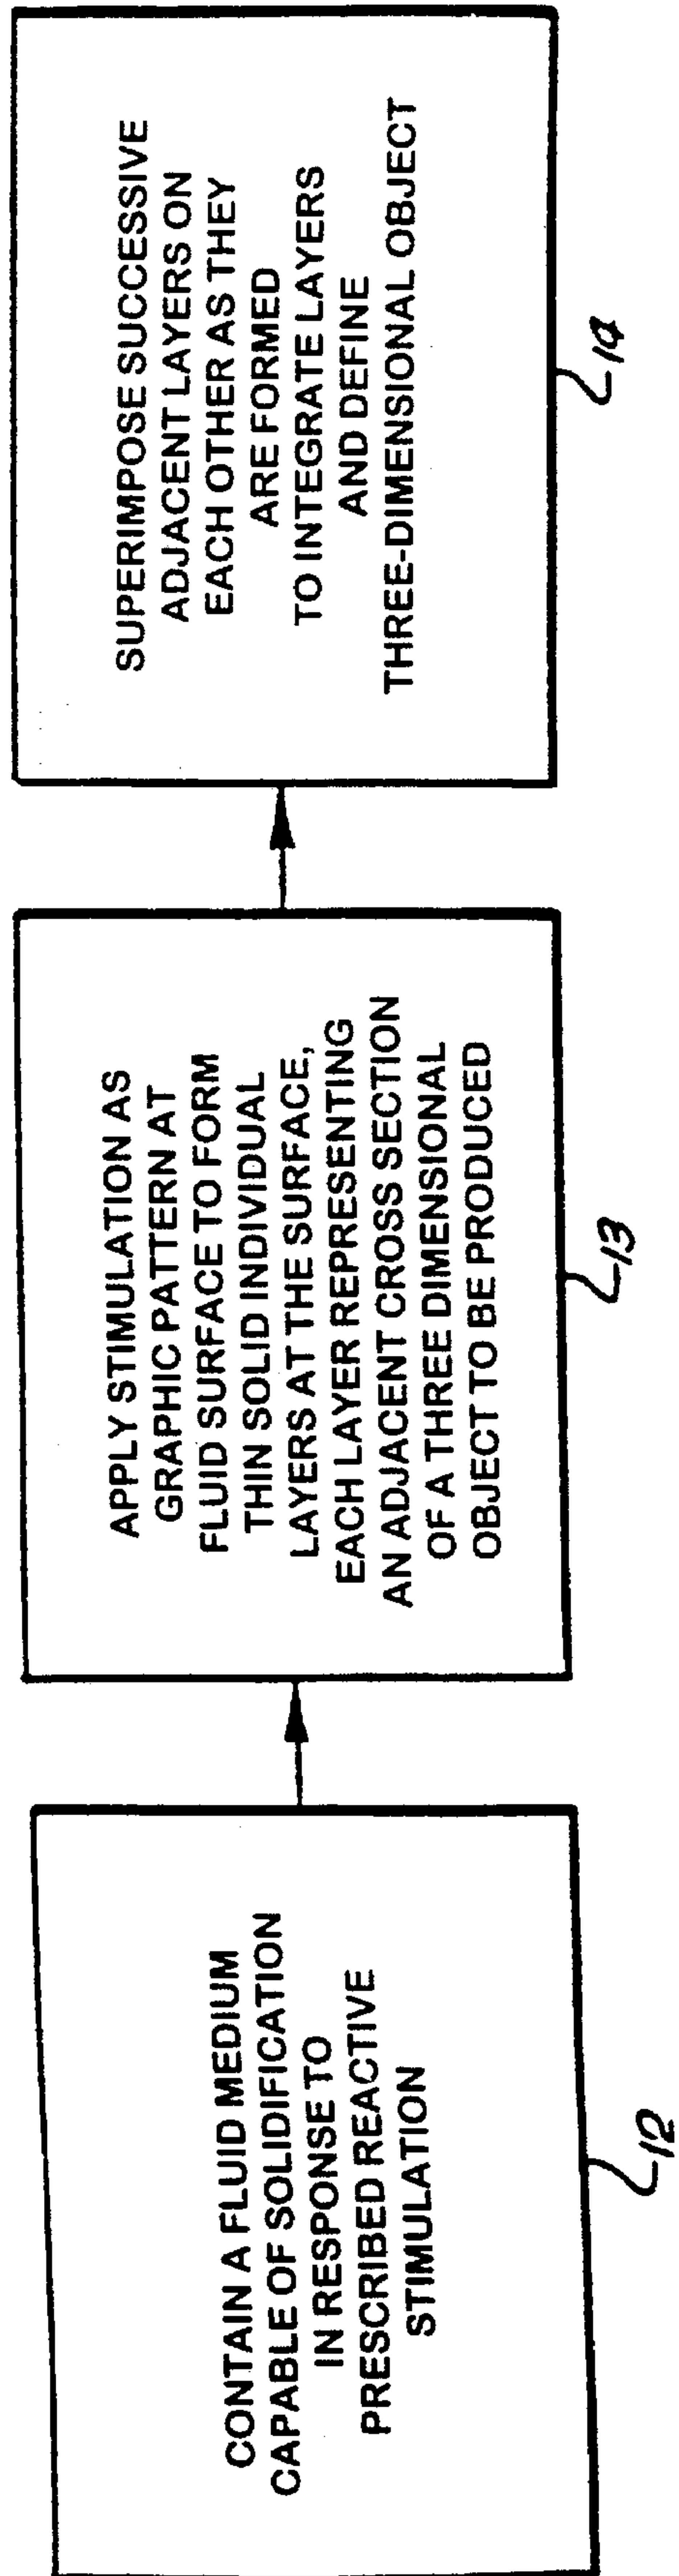 CONTAIN A FLUID MEDIUM
CAPABLE OF SOLIDIFICATION
IN RESPONSE TO
PRESCRIBED REACTIVE
STIMULATION
12
APPLY STIMULATION AS
GRAPHIC PATTERN AT
FLUID SURFACE TO FORM
THIN SOLID INDIVIDUAL
LAYERS AT THE SURFACE,
EACH LAYER REPRESENTING
AN ADJACENT CROSS SECTION
OF A THREE DIMENSIONAL
OBJECT TO BE PRODUCED
13
SUPERIMPOSE SUCCESSIVE
ADJACENT LAYERS ON
EACH OTHER AS THEY
ARE FORMED
TO INTEGRATE LAYERS
AND DEFINE
THREE-DIMENSIONAL OBJECT
14